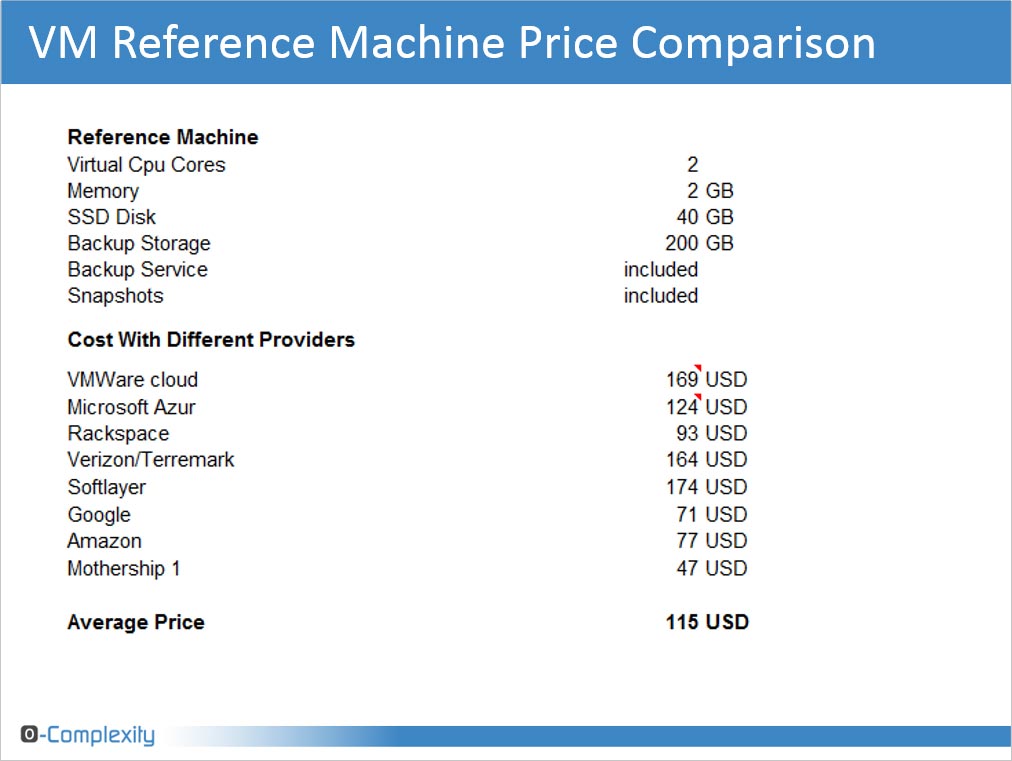 VM Reference Machine Price Comparison
Reference Machine
Virtual Cpu Cores 2
Memory 2 GB
SSD Disk 40 GB
Backup Storage 200 GB
Backup Service included
Snapshots included
Cost With Different Providers
VMWare cloud 169 USD
Microsoft Azur 124 USD
Rackspace 93 USD
Verizon/Terremark 164 USD
Softlayer 174 USD
Google 71 USD
Amazon 77 USD
Mothership 1 47 USD
Average Price 115 USD
0-Complexity